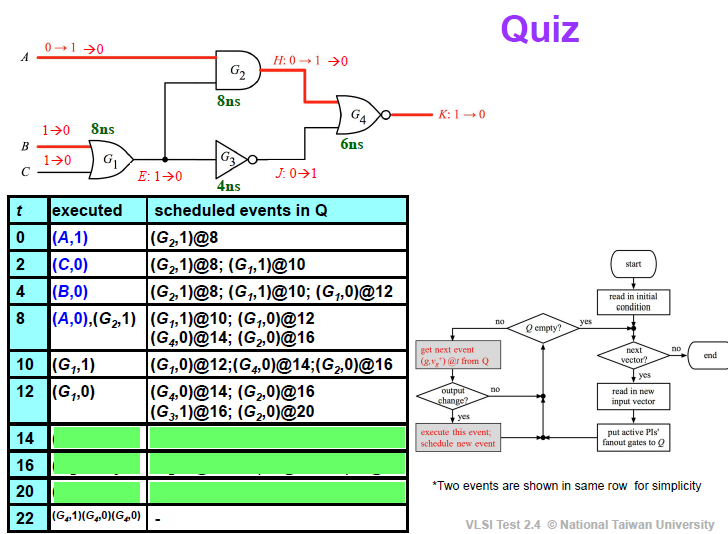 Quiz
A
0→1 →0
G2
8ns
H: 0→1 →0
G4
6ns
K: 1→0
B
1→0
8ns
C
1→0
G1
E: 1→0
G3
4ns
J: 0→1
t executed scheduled events in Q
0 (A,1) (G2,1)@8
2 (C,0) (G2,1)@8; (G1,1)@10
4 (B,0) (G2,1)@8; (G1,1)@10; (G1,0)@12
8 (A,0),(G2,1) (G1,1)@10; (G1,0)@12
(G4,0)@14; (G2,0)@16
10 (G1,1) (G1,0)@12;(G4,0)@14;(G2,0)@16
12 (G1,0) (G4,0)@14; (G2,0)@16
(G3,1)@16; (G2,0)@20
14
16
20
22 (G4,1)(G4,0)(G4,0) -
start
read in initial
condition
no
Q empty?
yes
get next event
(g,vg+) @t from Q
next
vector?
no
end
yes
output
change?
no
read in new
input vector
yes
execute this event;
schedule new event
put active PIs'
fanout gates to Q
*Two events are shown in same row for simplicity
VLSI Test 2.4 © National Taiwan University